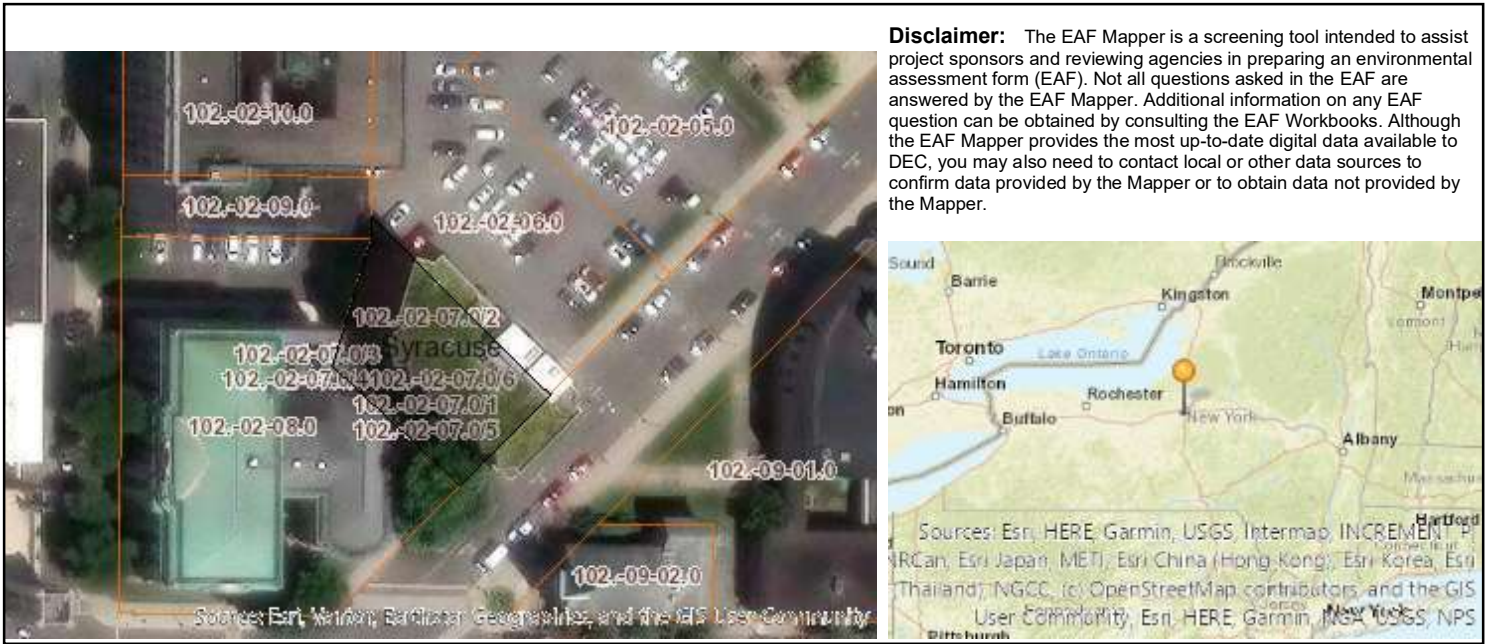 Disclaimer: The EAF Mapper is a screening tool intended to assist
project sponsors and reviewing agencies in preparing an environmental
assessment form (EAF). Not all questions asked in the EAF are
answered by the EAF Mapper. Additional information on any EAF
question can be obtained by consulting the EAF Workbooks. Although
the EAF Mapper provides the most up-to-date digital data available to
DEC, you may also need to contact local or other data sources to
confirm data provided by the Mapper or to obtain data not provided by
the Mapper.
102.-02-10.0
102.-02-05.0
102.-02-09.0
102.-02-06.0
102.-02-07.0/2
Syracuse
102.-02-07.0/3
102.-02-07.0/4
102.-02-07.0/6
102.-02-07.0/1
102.-02-08.0
102.-02-07.0/5
102.-09-01.0
102.-09-02.0
Sources: Esri, Maxar, Earthstar Geographics, and the GIS User Community
Sound
Barrie
Brockville
Kingston
Vermont
Toronto
Lake Ontario
Hamilton
Rochester
Buffalo
New York
Albany
Hartford
Sources: Esri, HERE, Garmin, USGS, Intermap, INCREMENT P,
NRCan, Esri Japan, METI, Esri China (Hong Kong), Esri Korea, Esri
(Thailand), NGCC, (c) OpenStreetMap contributors, and the GIS
User Community, Esri, HERE, Garmin, NGA, USGS, NPS
New York
Pittsburgh